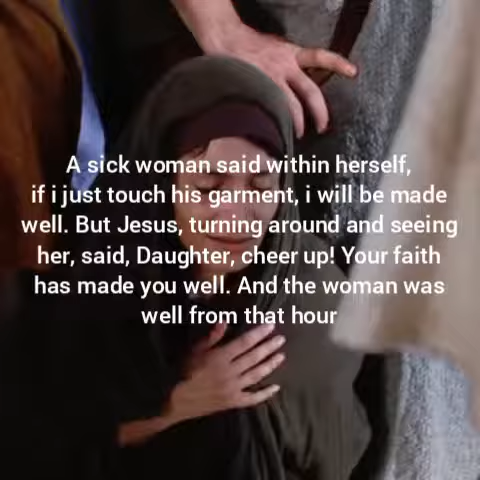 A sick woman said within herself,
if i just touch his garment, i will be made
well. But Jesus, turning around and seeing
her, said, Daughter, cheer up! Your faith
has made you well. And the woman was
well from that hour